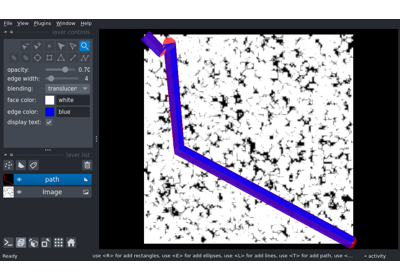 File View Plugins Window Help
layer controls
opacity: 0.70
edge width: 4
blending: translucen
face color: white
edge color: blue
display text:
layer list
path
Image
Ready
use <R> for add rectangles, use <E> for add ellipses, use <L> for add lines, use <T> for add path, use <...
activity